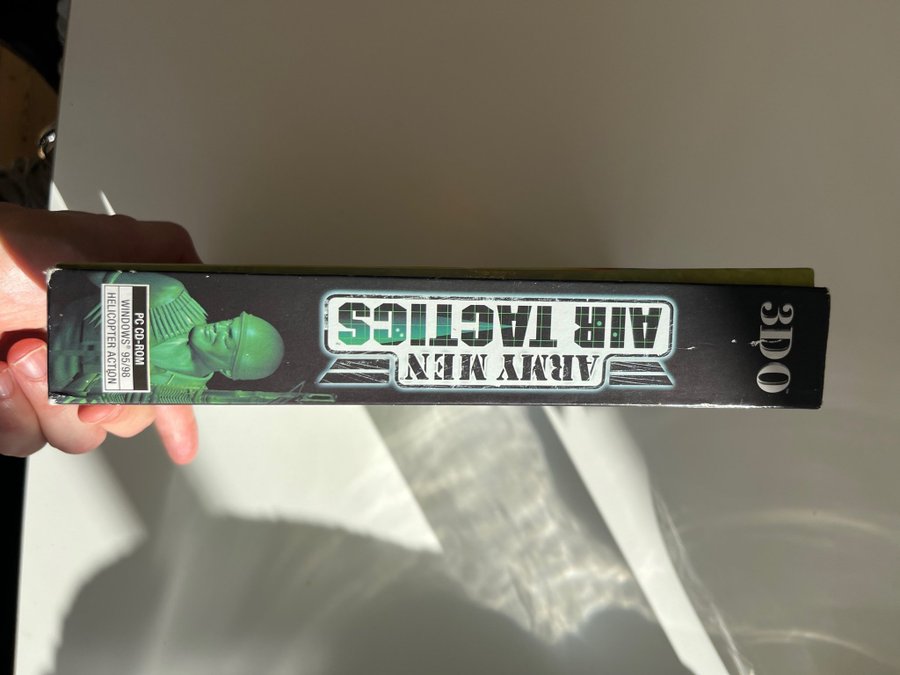 3DO
ARMY MEN
AIR TACTICS
PC CD-ROM
WINDOWS® 95/98
HELICOPTER ACTION